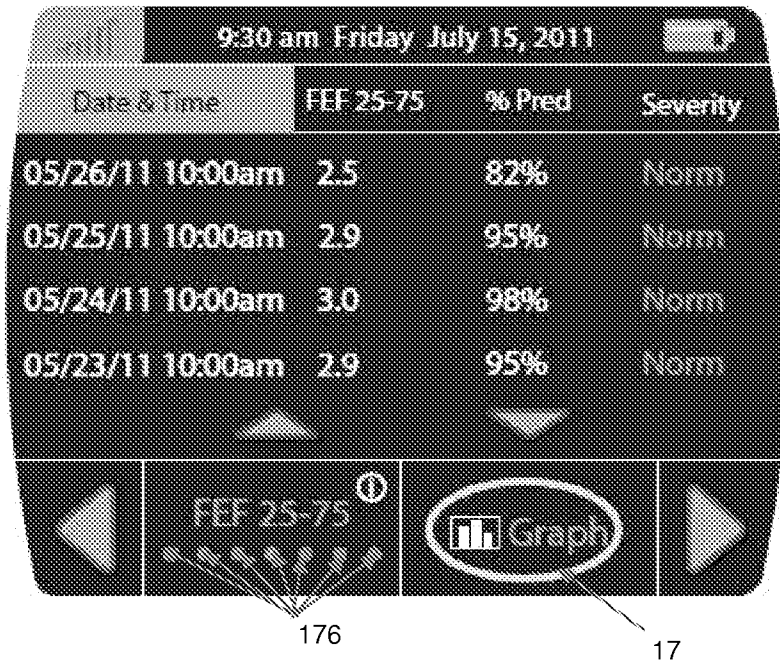 9:30 am Friday July 15, 2011
Date & Time FEF 25-75 % Pred Severity
05/26/11 10:00am 2.5 82% Norm
05/25/11 10:00am 2.9 95% Norm
05/24/11 10:00am 3.0 98% Norm
05/23/11 10:00am 2.9 95% Norm
FEF 25-75 Graph
176
17